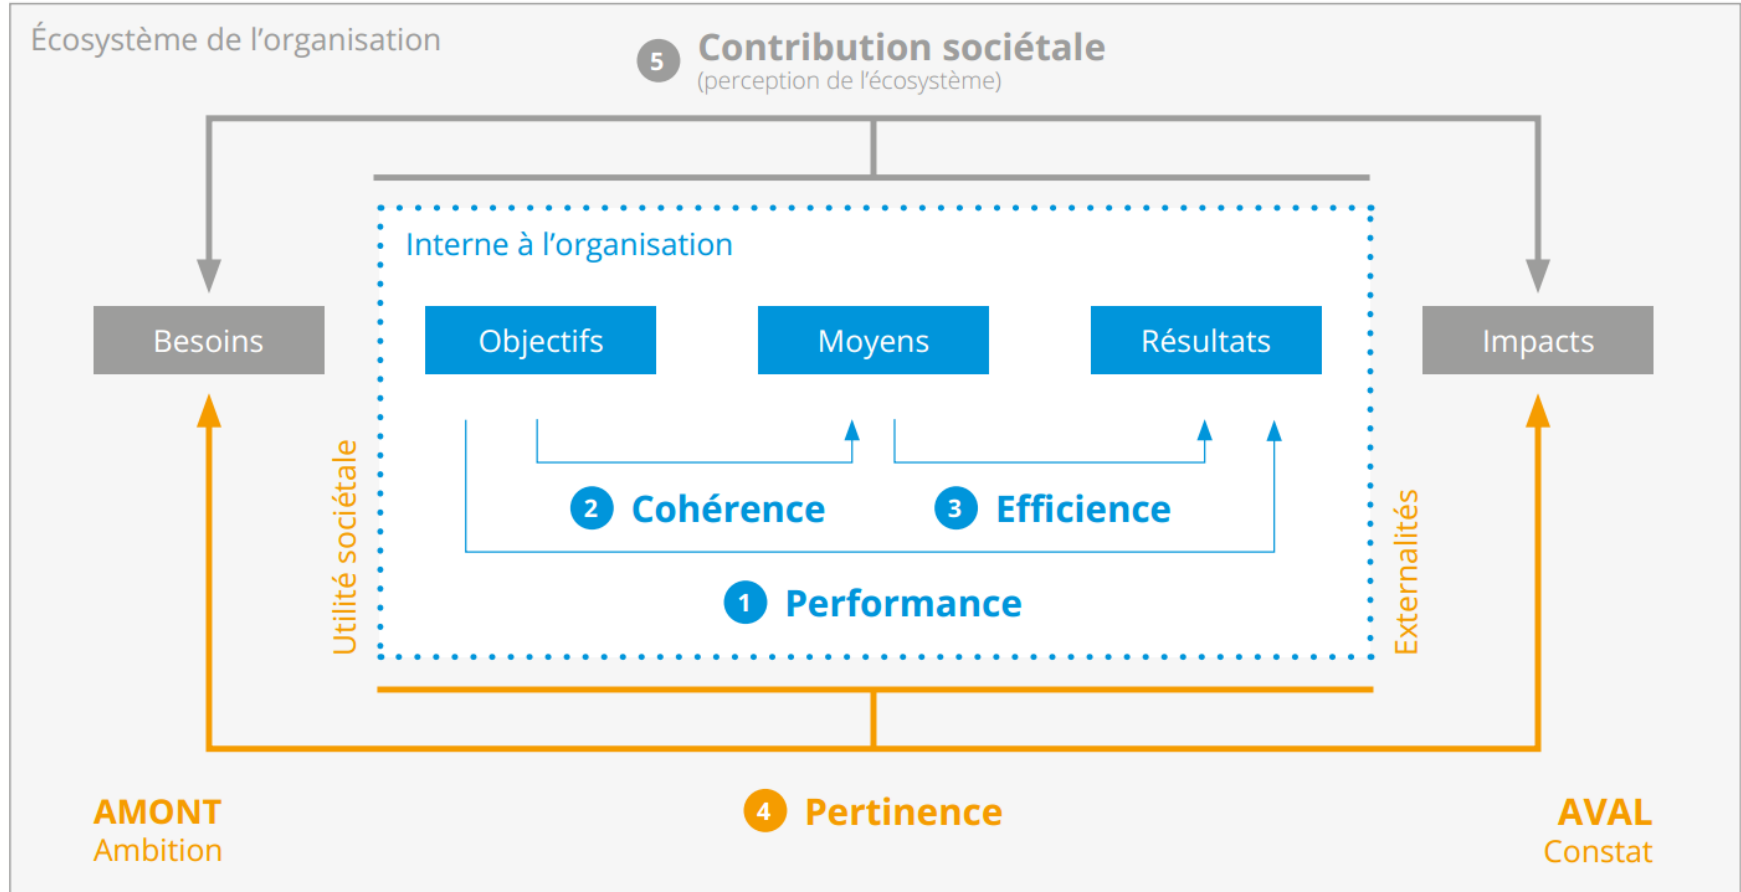 Écosystème de l’organisation
5 Contribution sociétale
(perception de l’écosystème)
Interne à l’organisation
Besoins
Objectifs
Moyens
Résultats
Impacts
Utilité sociétale
2 Cohérence
3 Efficience
Externalités
1 Performance
AMONT
Ambition
4 Pertinence
AVAL
Constat